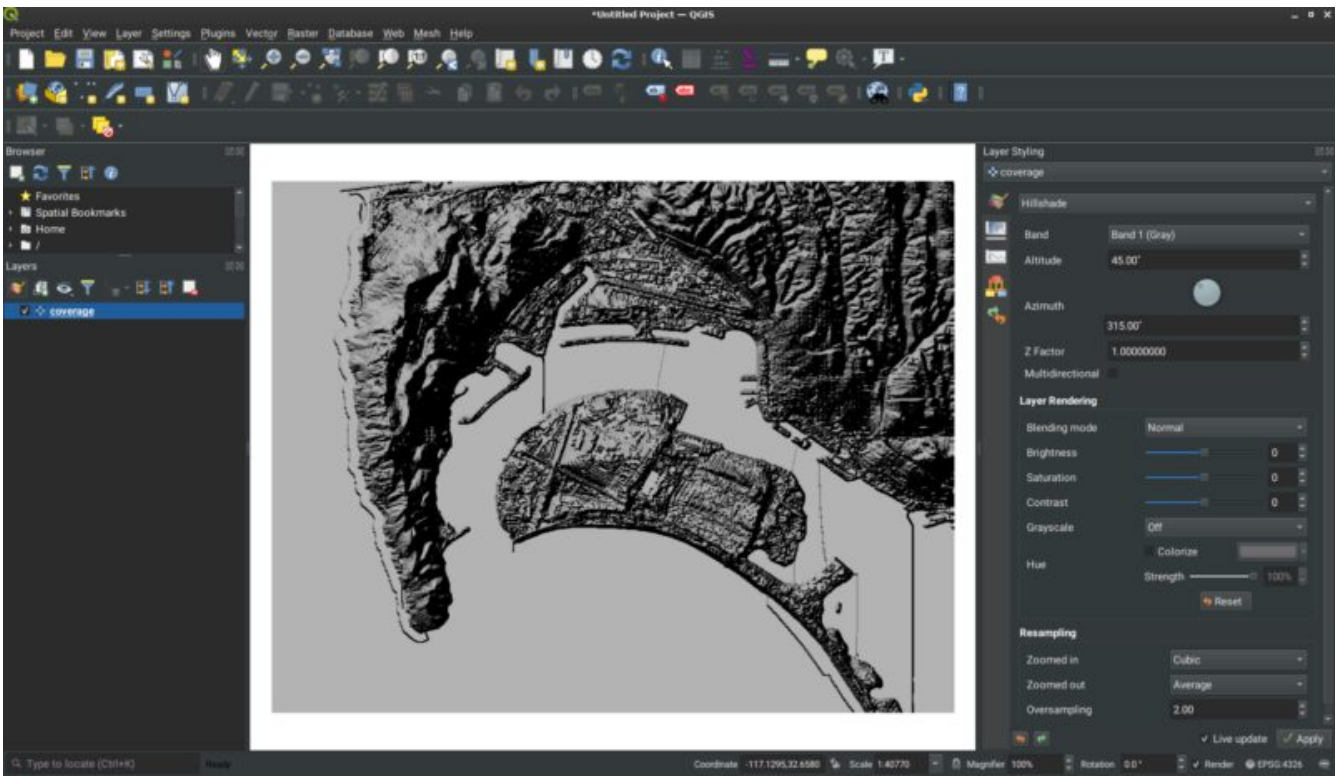 *Untitled Project — QGIS
Project Edit View Layer Settings Plugins Vector Raster Database Web Mesh Help
Browser
Favorites
Spatial Bookmarks
Home
/
Layers
coverage
Layer Styling
coverage
Hillshade
Band Band 1 (Gray)
Altitude 45.00°
Azimuth
315.00°
Z Factor 1.00000000
Multidirectional
Layer Rendering
Blending mode Normal
Brightness 0
Saturation 0
Contrast 0
Grayscale Off
Hue Colorize
Strength 100%
Reset
Resampling
Zoomed in Cubic
Zoomed out Average
Oversampling 2.00
Live update Apply
Type to locate (Ctrl+K) Ready Coordinate -117.1295,32.6580 Scale 1:40770 Magnifier 100% Rotation 0.0° Render EPSG:4326